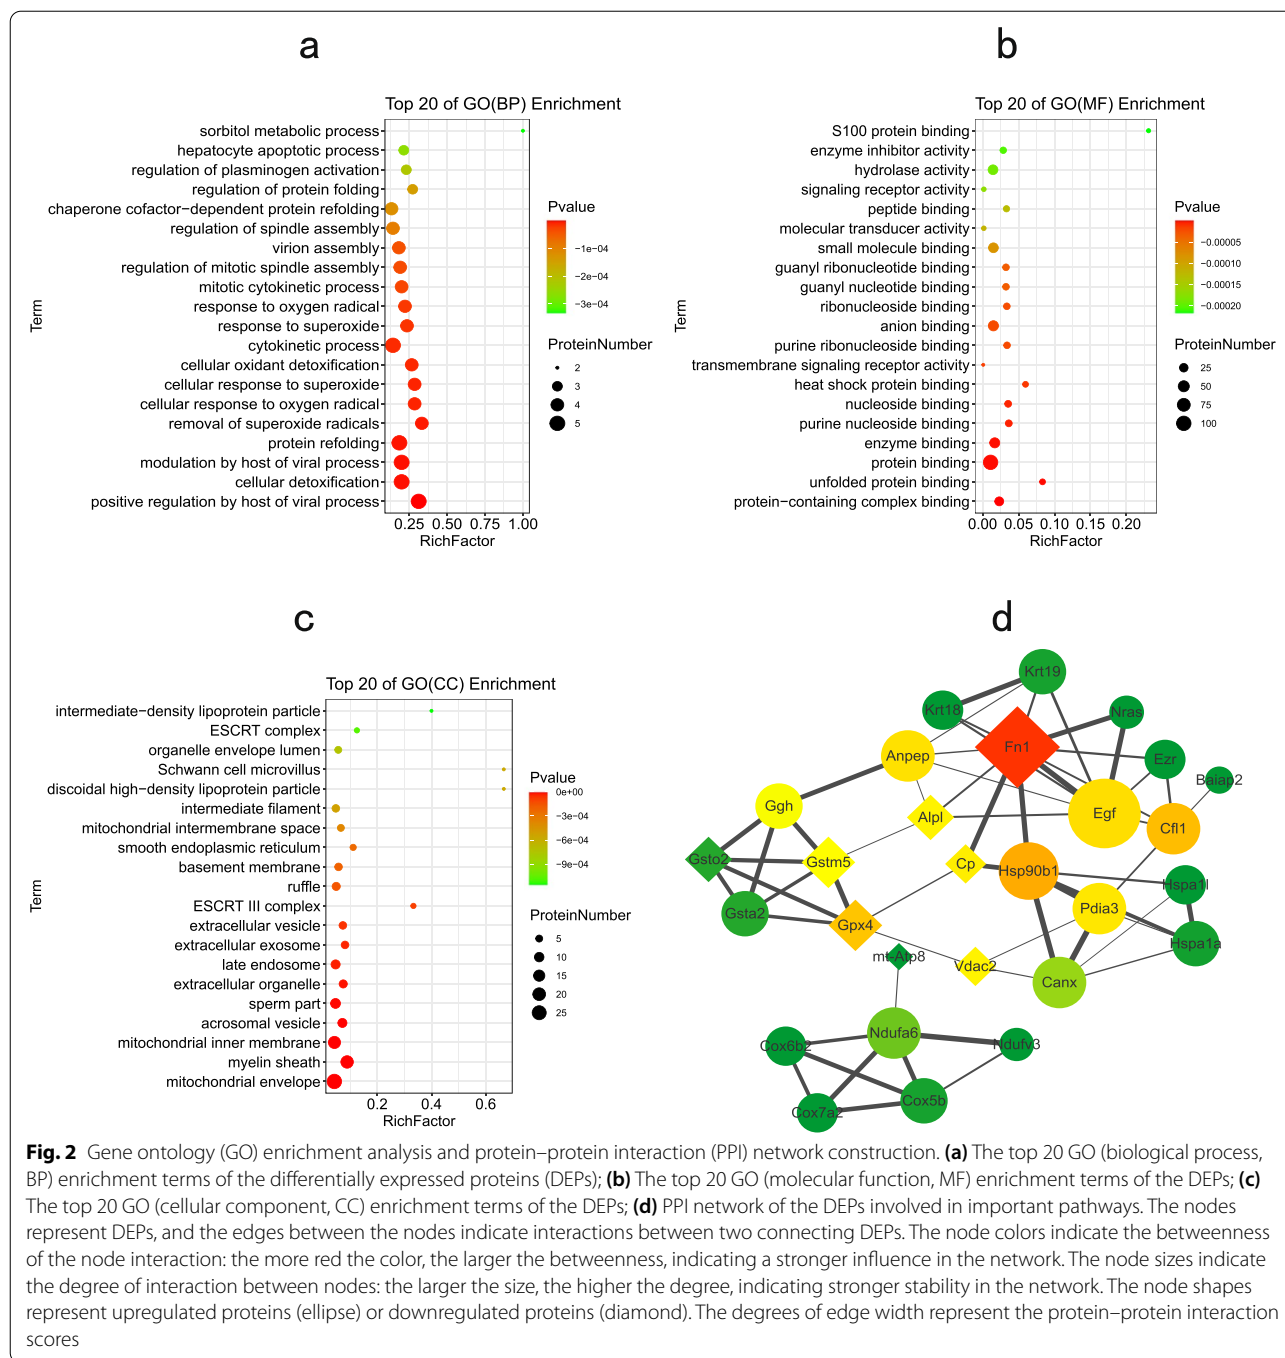 a
Top 20 of GO(BP) Enrichment
Term
sorbitol metabolic process
hepatocyte apoptotic process
regulation of plasminogen activation
regulation of protein folding
chaperone cofactor−dependent protein refolding
regulation of spindle assembly
virion assembly
regulation of mitotic spindle assembly
mitotic cytokinetic process
response to oxygen radical
response to superoxide
cytokinetic process
cellular oxidant detoxification
cellular response to superoxide
cellular response to oxygen radical
removal of superoxide radicals
protein refolding
modulation by host of viral process
cellular detoxification
positive regulation by host of viral process
0.25 0.50 0.75 1.00
RichFactor
Pvalue
−1e−04
−2e−04
−3e−04
ProteinNumber
2
3
4
5
b
Top 20 of GO(MF) Enrichment
Term
S100 protein binding
enzyme inhibitor activity
hydrolase activity
signaling receptor activity
peptide binding
molecular transducer activity
small molecule binding
guanyl ribonucleotide binding
guanyl nucleotide binding
ribonucleoside binding
anion binding
purine ribonucleoside binding
transmembrane signaling receptor activity
heat shock protein binding
nucleoside binding
purine nucleoside binding
enzyme binding
protein binding
unfolded protein binding
protein−containing complex binding
0.00 0.05 0.10 0.15 0.20
RichFactor
Pvalue
−0.00005
−0.00010
−0.00015
−0.00020
ProteinNumber
25
50
75
100
c
Top 20 of GO(CC) Enrichment
Term
intermediate−density lipoprotein particle
ESCRT complex
organelle envelope lumen
Schwann cell microvillus
discoidal high−density lipoprotein particle
intermediate filament
mitochondrial intermembrane space
smooth endoplasmic reticulum
basement membrane
ruffle
ESCRT III complex
extracellular vesicle
extracellular exosome
late endosome
extracellular organelle
sperm part
acrosomal vesicle
mitochondrial inner membrane
myelin sheath
mitochondrial envelope
0.2 0.4 0.6
RichFactor
Pvalue
0e+00
−3e−04
−6e−04
−9e−04
ProteinNumber
5
10
15
20
25
d
Krt19
Krt18
Nras
Fn1
Anpep
Ezr
Baiap2
Ggh
Alpl
Egf
Cfl1
Gsto2
Gstm5
Cp
Hsp90b1
Hspa1l
Gsta2
Gpx4
Pdia3
Hspa1a
mt-Atp8
Vdac2
Canx
Ndufa6
Cox6b2
Ndufv3
Cox7a2
Cox5b
Fig. 2 Gene ontology (GO) enrichment analysis and protein–protein interaction (PPI) network construction. (a) The top 20 GO (biological process,
BP) enrichment terms of the differentially expressed proteins (DEPs); (b) The top 20 GO (molecular function, MF) enrichment terms of the DEPs; (c)
The top 20 GO (cellular component, CC) enrichment terms of the DEPs; (d) PPI network of the DEPs involved in important pathways. The nodes
represent DEPs, and the edges between the nodes indicate interactions between two connecting DEPs. The node colors indicate the betweenness
of the node interaction: the more red the color, the larger the betweenness, indicating a stronger influence in the network. The node sizes indicate
the degree of interaction between nodes: the larger the size, the higher the degree, indicating stronger stability in the network. The node shapes
represent upregulated proteins (ellipse) or downregulated proteins (diamond). The degrees of edge width represent the protein–protein interaction
scores